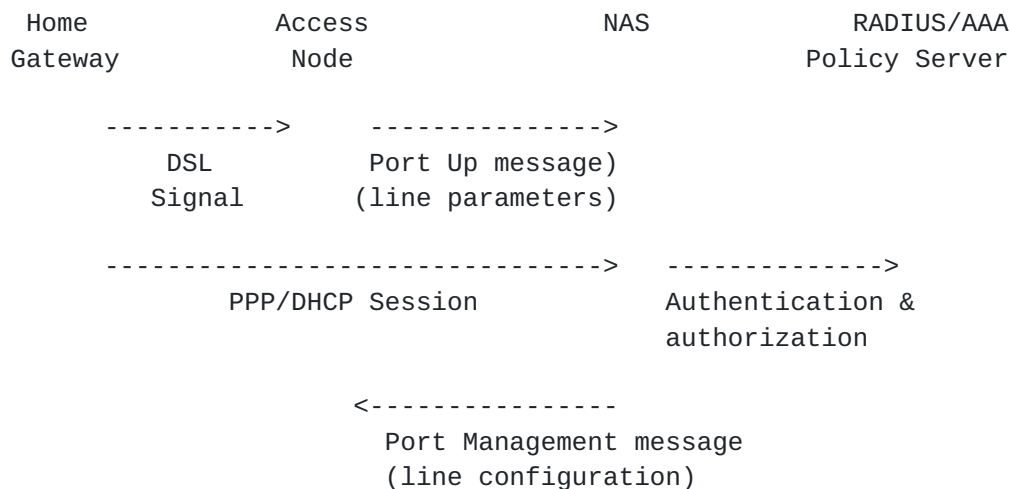 Home Access NAS RADIUS/AAA
Gateway Node Policy Server
-----------> --------------->
DSL Port Up message)
Signal (line parameters)
--------------------------------> -------------->
PPP/DHCP Session Authentication &
authorization
<-----------------
Port Management message
(line configuration)